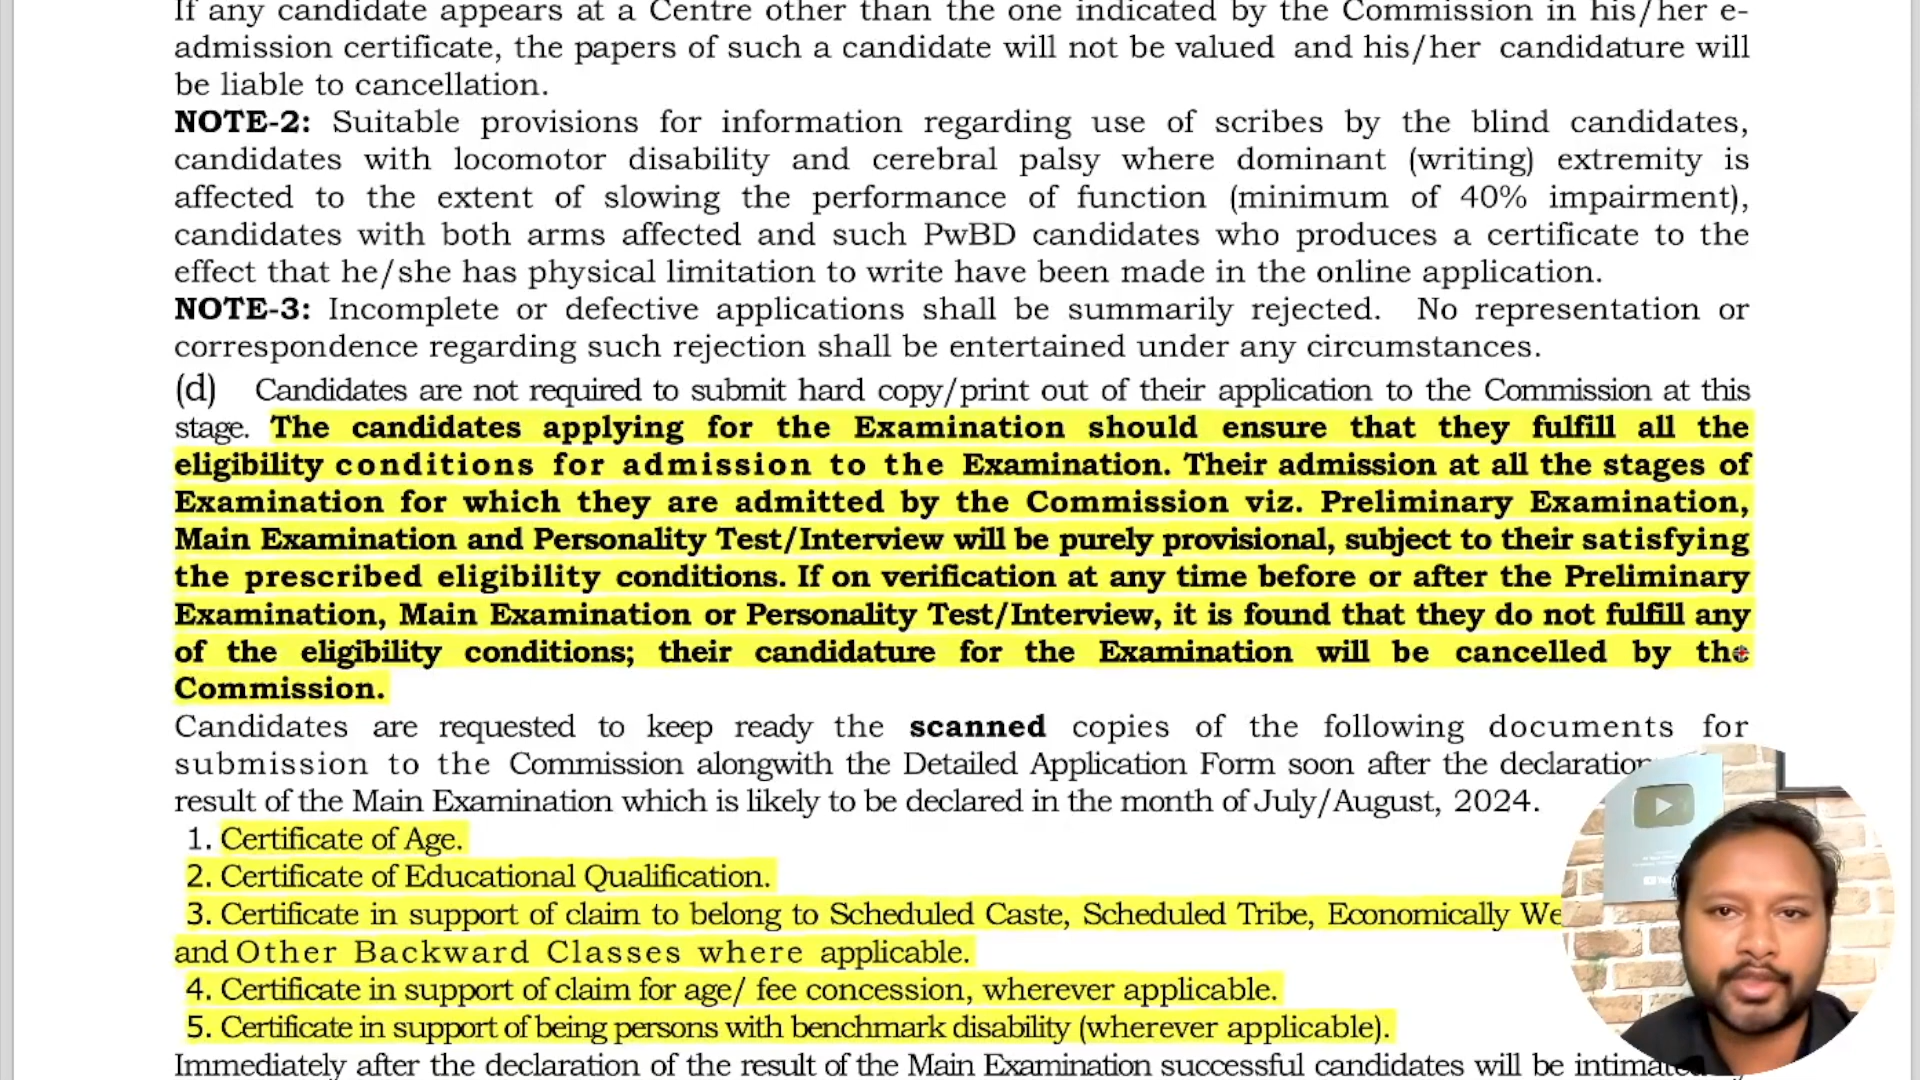 If any candidate appears at a Centre other than the one indicated by the Commission in his/her e-
admission certificate, the papers of such a candidate will not be valued and his/her candidature will
be liable to cancellation.
NOTE-2: Suitable provisions for information regarding use of scribes by the blind candidates,
candidates with locomotor disability and cerebral palsy where dominant (writing) extremity is
affected to the extent of slowing the performance of function (minimum of 40% impairment),
candidates with both arms affected and such PwBD candidates who produces a certificate to the
effect that he/she has physical limitation to write have been made in the online application.
NOTE-3: Incomplete or defective applications shall be summarily rejected. No representation or
correspondence regarding such rejection shall be entertained under any circumstances.
(d) Candidates are not required to submit hard copy/print out of their application to the Commission at this
stage. The candidates applying for the Examination should ensure that they fulfill all the
eligibility conditions for admission to the Examination. Their admission at all the stages of
Examination for which they are admitted by the Commission viz. Preliminary Examination,
Main Examination and Personality Test/Interview will be purely provisional, subject to their satisfying
the prescribed eligibility conditions. If on verification at any time before or after the Preliminary
Examination, Main Examination or Personality Test/Interview, it is found that they do not fulfill any
of the eligibility conditions; their candidature for the Examination will be cancelled by the
Commission.
Candidates are requested to keep ready the scanned copies of the following documents for
submission to the Commission alongwith the Detailed Application Form soon after the declaration
result of the Main Examination which is likely to be declared in the month of July/August, 2024.
1. Certificate of Age.
2. Certificate of Educational Qualification.
3. Certificate in support of claim to belong to Scheduled Caste, Scheduled Tribe, Economically We
and Other Backward Classes where applicable.
4. Certificate in support of claim for age/ fee concession, wherever applicable.
5. Certificate in support of being persons with benchmark disability (wherever applicable).
Immediately after the declaration of the result of the Main Examination successful candidates will be